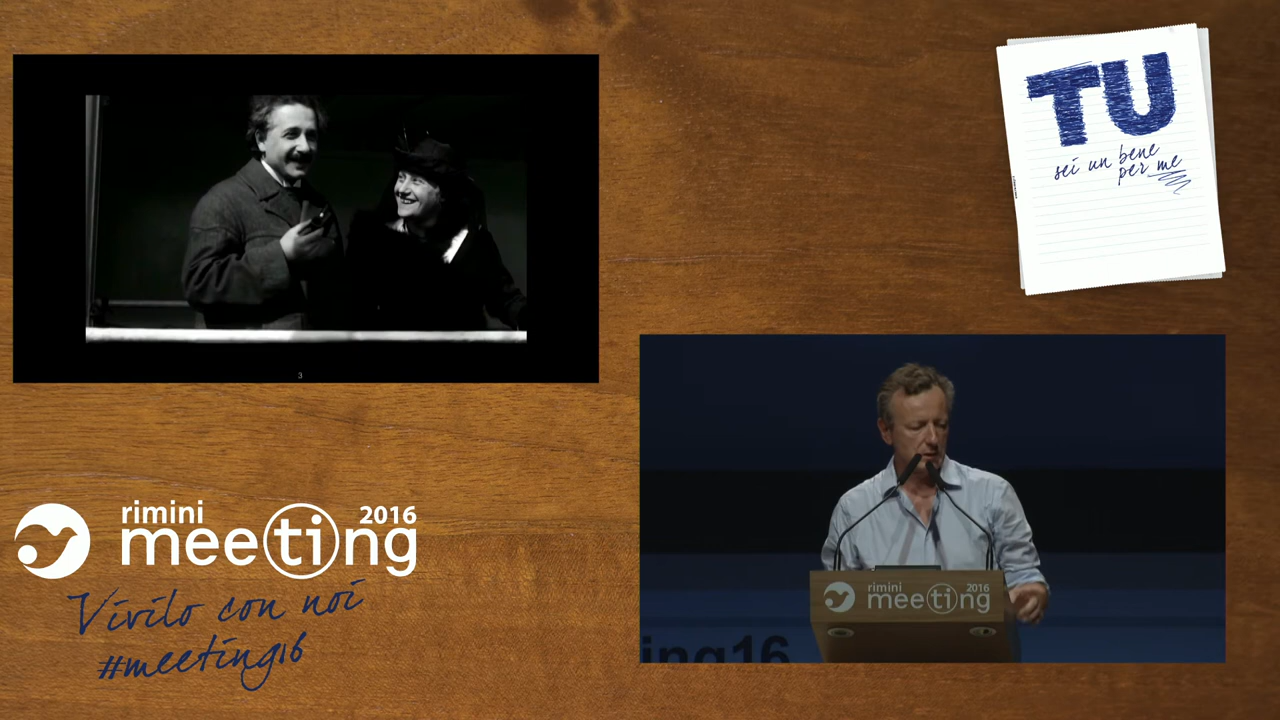 TU
sei un bene
per me
3
rimini 2016
meeting
Vivilo con noi
#meeting16
rimini 2016
meeting
ing16